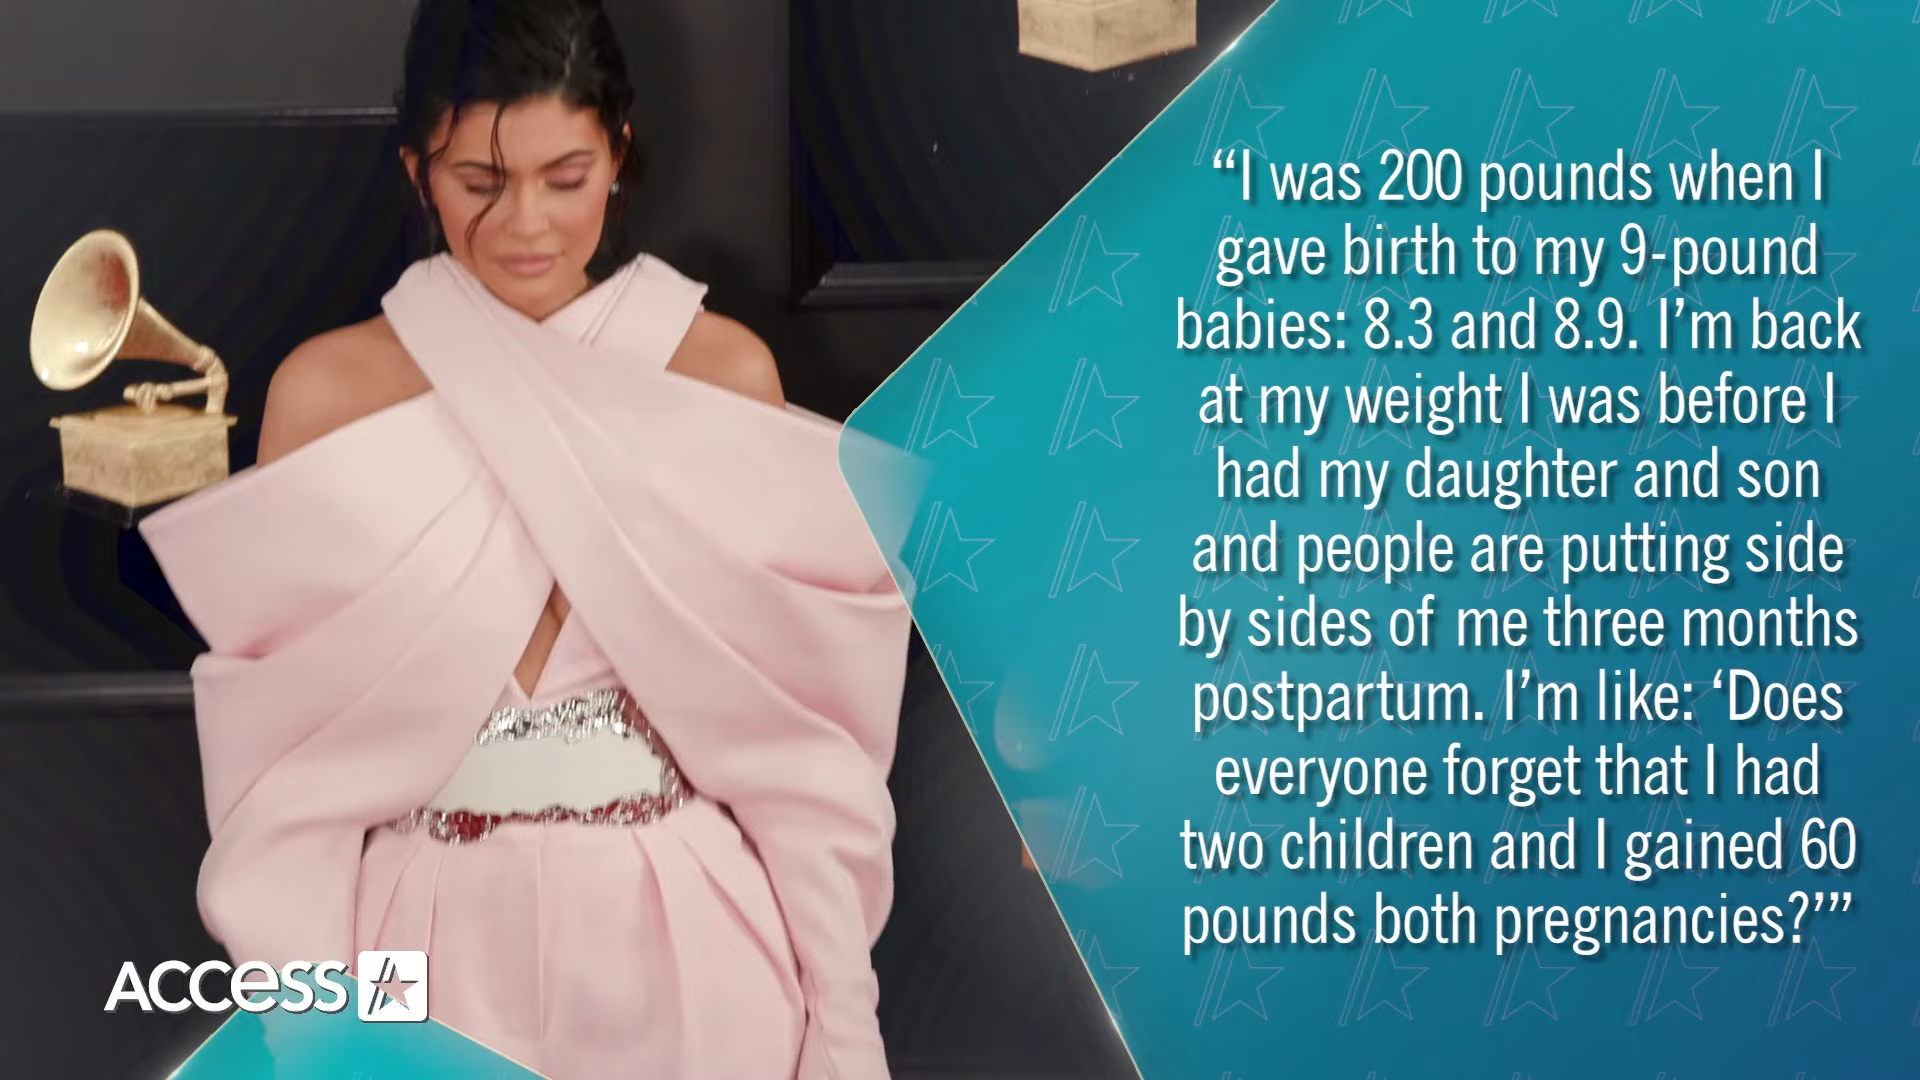 “I was 200 pounds when I
gave birth to my 9-pound
babies: 8.3 and 8.9. I’m back
at my weight I was before I
had my daughter and son
and people are putting side
by sides of me three months
postpartum. I’m like: ‘Does
everyone forget that I had
two children and I gained 60
pounds both pregnancies?’”
ACCESS